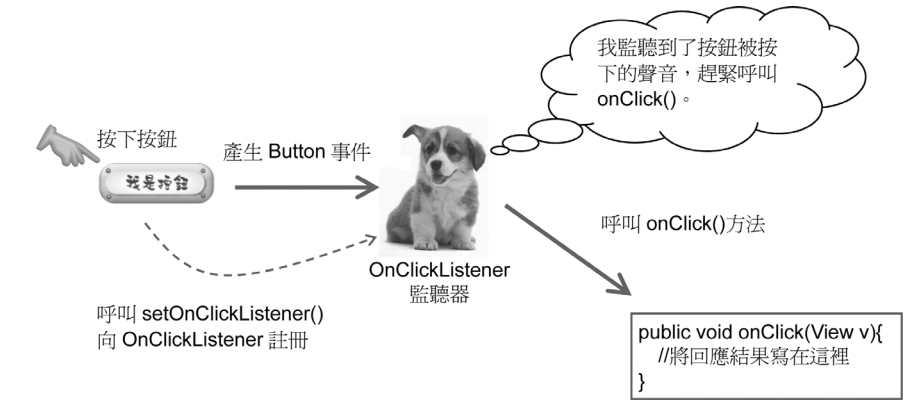 我監聽到了按鈕被按
下的聲音，趕緊呼叫
onClick()。
按下按鈕
產生 Button 事件
我是按鈕
呼叫 onClick()方法
OnClickListener
監聽器
呼叫 setOnClickListener()
向 OnClickListener 註冊
public void onClick(View v){
//將回應結果寫在這裡
}